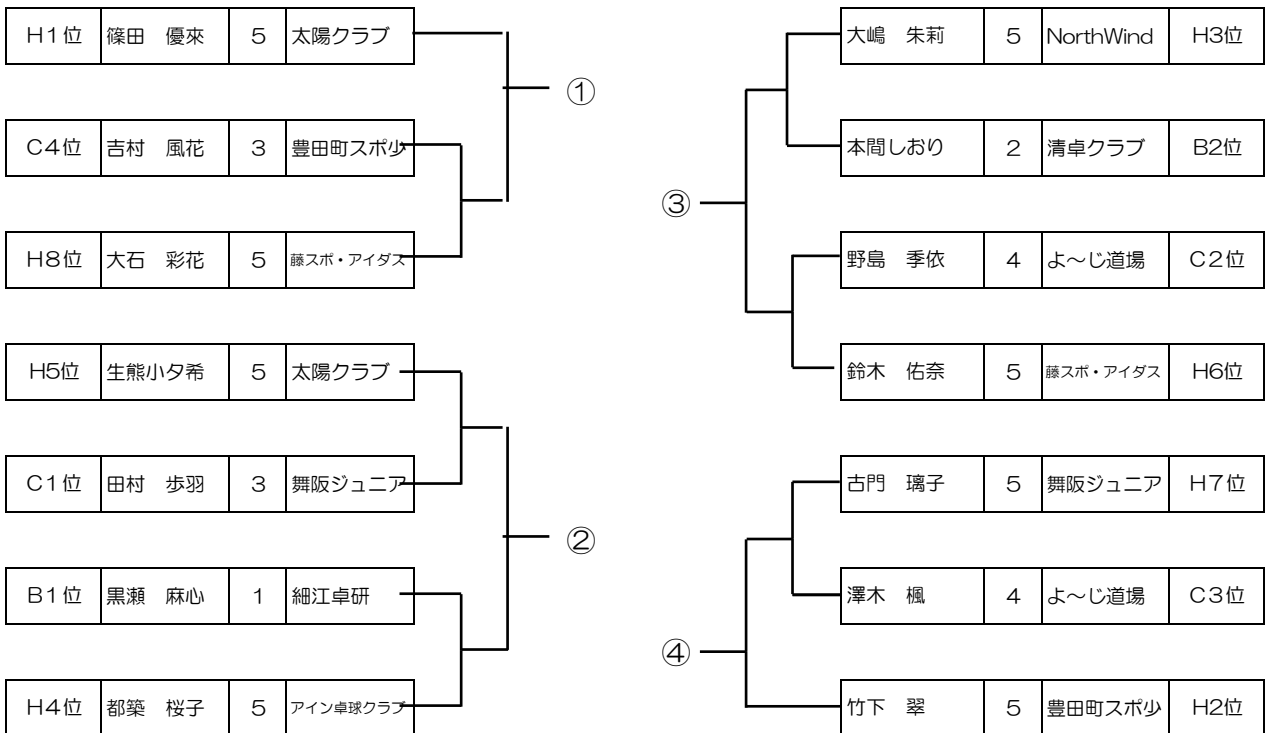 H1位 篠田 優來 5 太陽クラブ
①
C4位 吉村 風花 3 豊田町スポ少
H8位 大石 彩花 5 藤スポ・アイダス
H5位 生熊小夕希 5 太陽クラブ
C1位 田村 歩羽 3 舞阪ジュニア
②
B1位 黒瀬 麻心 1 細江卓研
H4位 都築 桜子 5 アイン卓球クラブ
大嶋 朱莉 5 NorthWind H3位
本間しおり 2 清卓クラブ B2位
③
野島 季依 4 よ～じ道場 C2位
鈴木 佑奈 5 藤スポ・アイダス H6位
古門 璃子 5 舞阪ジュニア H7位
澤木 楓 4 よ～じ道場 C3位
④
竹下 翠 5 豊田町スポ少 H2位